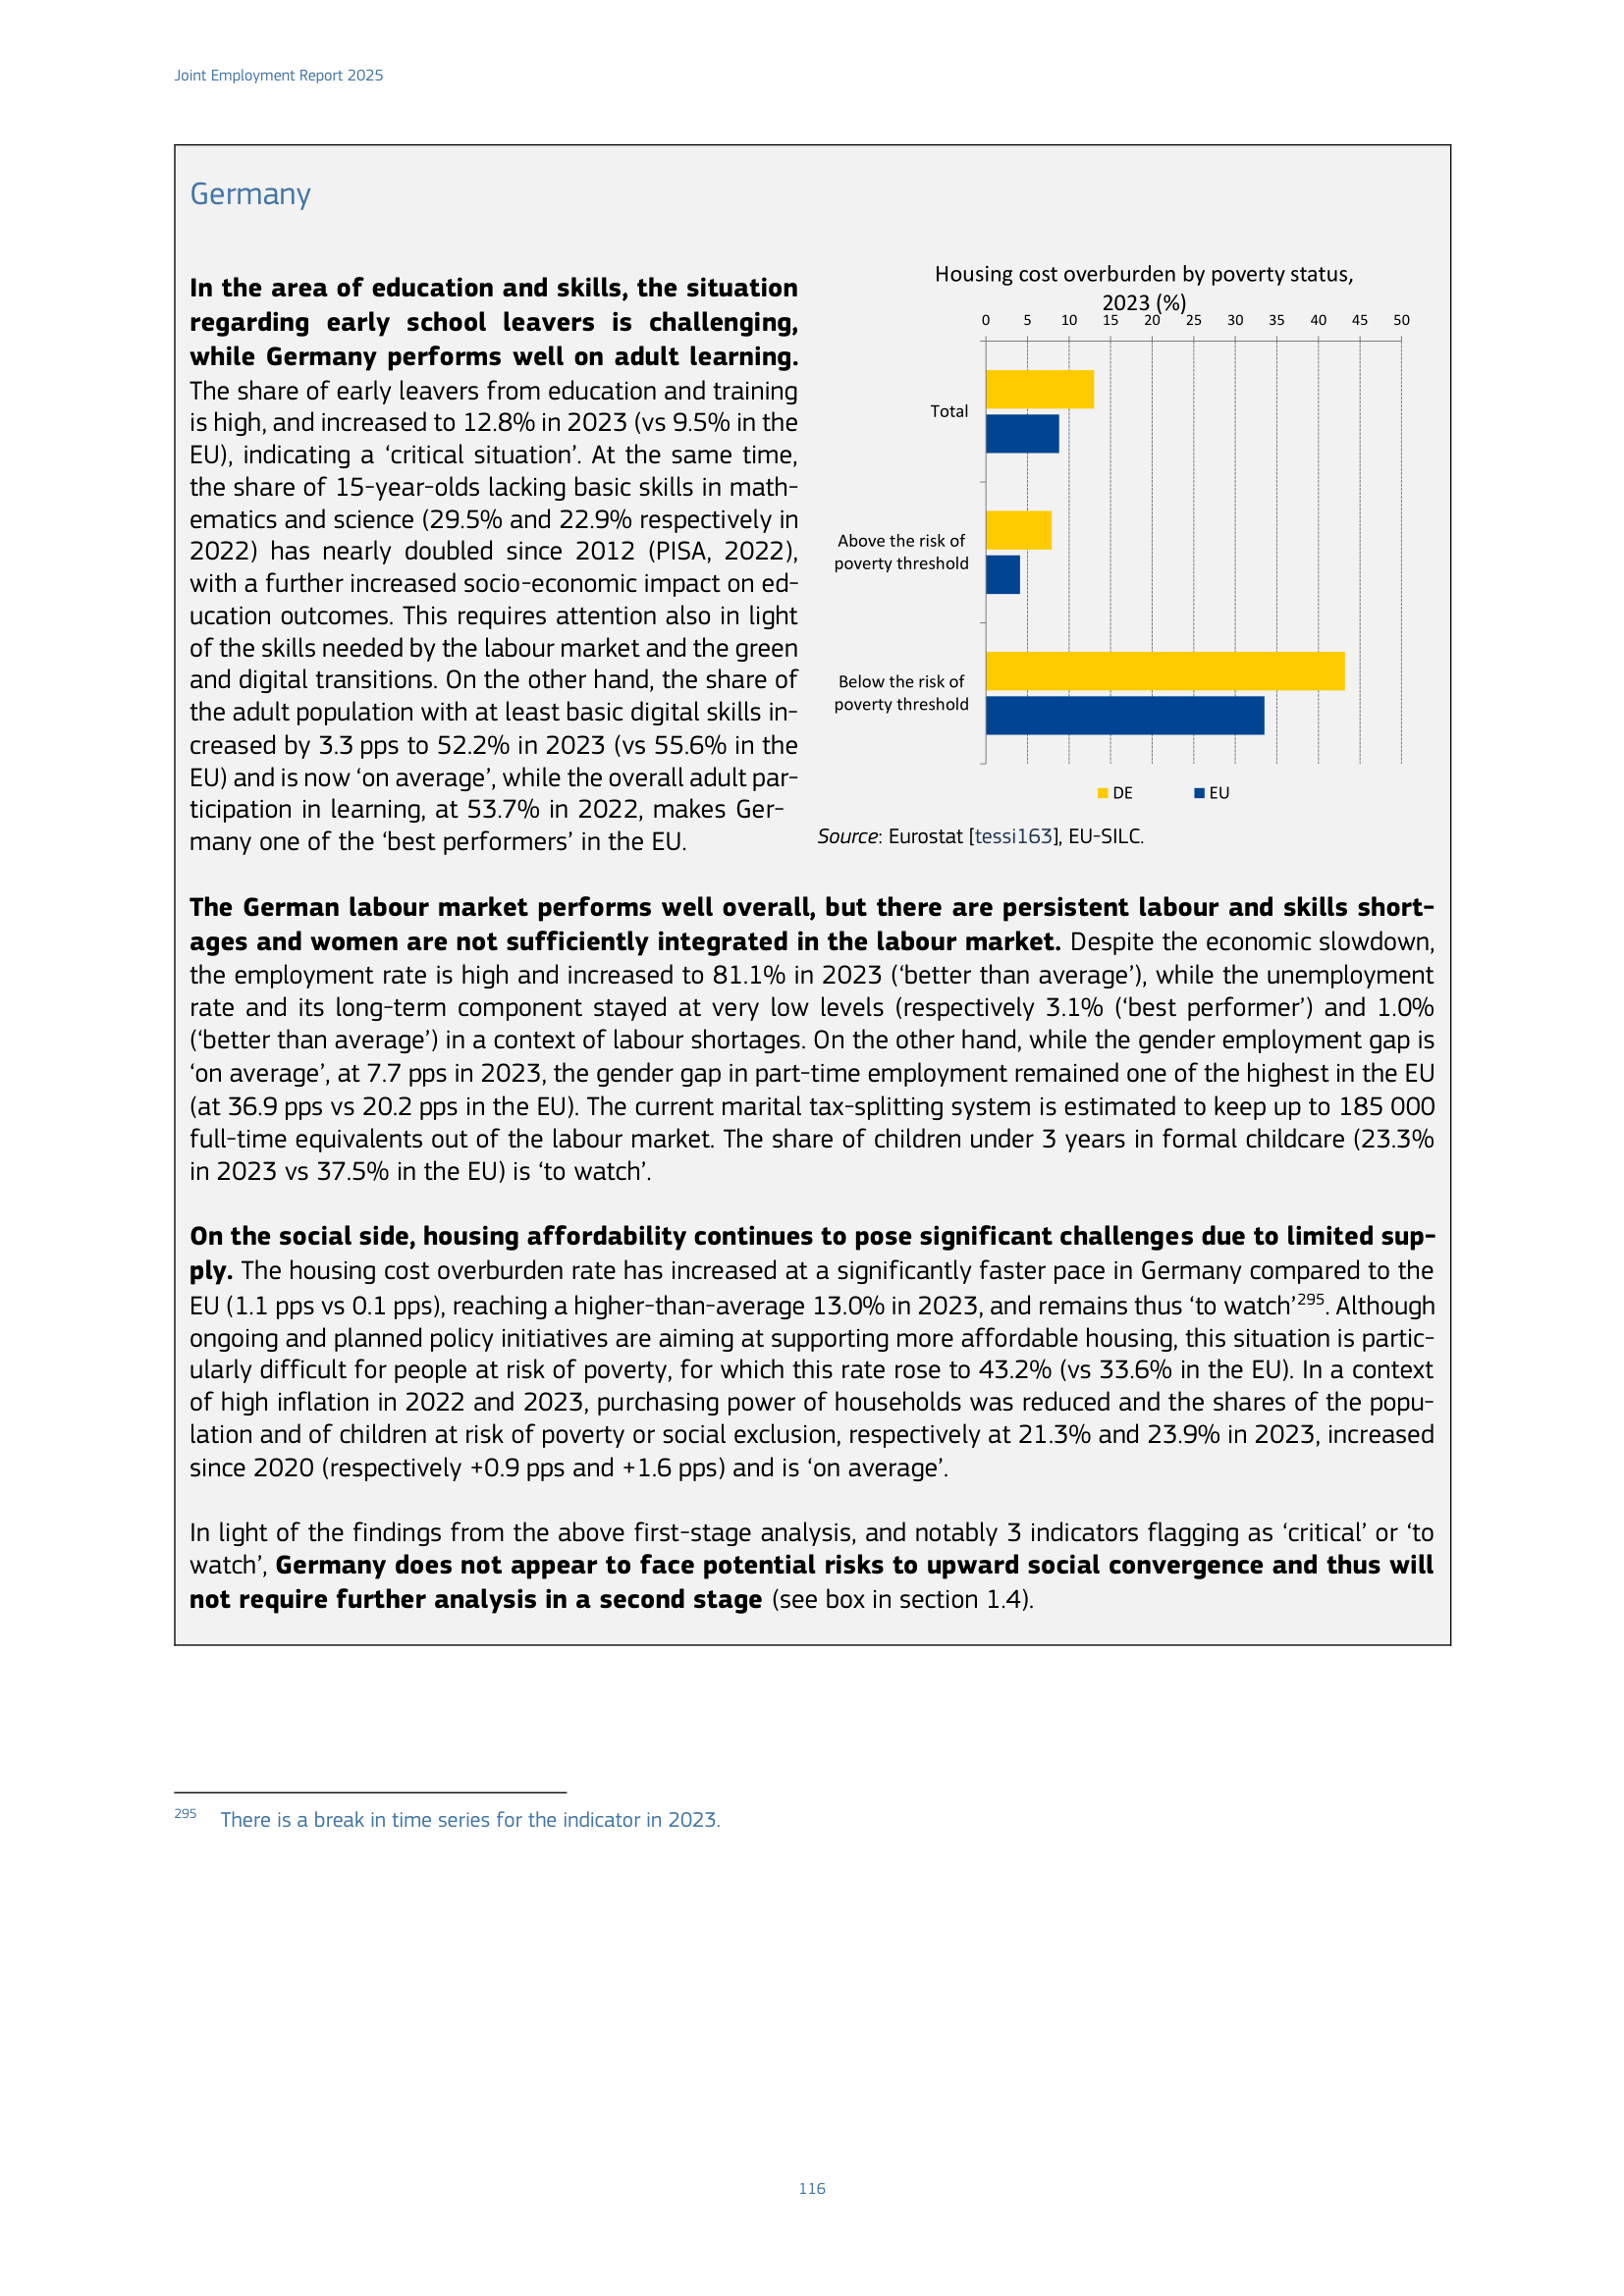 Joint Employment Report 2025
Germany
In the area of education and skills, the situation
regarding early school leavers is challenging,
while Germany performs well on adult learning.
The share of early leavers from education and training
is high, and increased to 12.8% in 2023 (vs 9.5% in the
EU), indicating a ‘critical situation’. At the same time,
the share of 15-year-olds lacking basic skills in math-
ematics and science (29.5% and 22.9% respectively in
2022) has nearly doubled since 2012 (PISA, 2022),
with a further increased socio-economic impact on ed-
ucation outcomes. This requires attention also in light
of the skills needed by the labour market and the green
and digital transitions. On the other hand, the share of
the adult population with at least basic digital skills in-
creased by 3.3 pps to 52.2% in 2023 (vs 55.6% in the
EU) and is now ‘on average’, while the overall adult par-
ticipation in learning, at 53.7% in 2022, makes Ger-
many one of the ‘best performers’ in the EU.
Housing cost overburden by poverty status,
2023 (%)
0 5 10 15 20 25 30 35 40 45 50
Total
Above the risk of
poverty threshold
Below the risk of
poverty threshold
DE EU
Source: Eurostat [tessi163], EU-SILC.
The German labour market performs well overall, but there are persistent labour and skills short-
ages and women are not sufficiently integrated in the labour market. Despite the economic slowdown,
the employment rate is high and increased to 81.1% in 2023 (‘better than average’), while the unemployment
rate and its long-term component stayed at very low levels (respectively 3.1% (‘best performer’) and 1.0%
(‘better than average’) in a context of labour shortages. On the other hand, while the gender employment gap is
‘on average’, at 7.7 pps in 2023, the gender gap in part-time employment remained one of the highest in the EU
(at 36.9 pps vs 20.2 pps in the EU). The current marital tax-splitting system is estimated to keep up to 185 000
full-time equivalents out of the labour market. The share of children under 3 years in formal childcare (23.3%
in 2023 vs 37.5% in the EU) is ‘to watch’.
On the social side, housing affordability continues to pose significant challenges due to limited sup-
ply. The housing cost overburden rate has increased at a significantly faster pace in Germany compared to the
EU (1.1 pps vs 0.1 pps), reaching a higher-than-average 13.0% in 2023, and remains thus ‘to watch’295. Although
ongoing and planned policy initiatives are aiming at supporting more affordable housing, this situation is partic-
ularly difficult for people at risk of poverty, for which this rate rose to 43.2% (vs 33.6% in the EU). In a context
of high inflation in 2022 and 2023, purchasing power of households was reduced and the shares of the popu-
lation and of children at risk of poverty or social exclusion, respectively at 21.3% and 23.9% in 2023, increased
since 2020 (respectively +0.9 pps and +1.6 pps) and is ‘on average’.
In light of the findings from the above first-stage analysis, and notably 3 indicators flagging as ‘critical’ or ‘to
watch’, Germany does not appear to face potential risks to upward social convergence and thus will
not require further analysis in a second stage (see box in section 1.4).
295 There is a break in time series for the indicator in 2023.
116